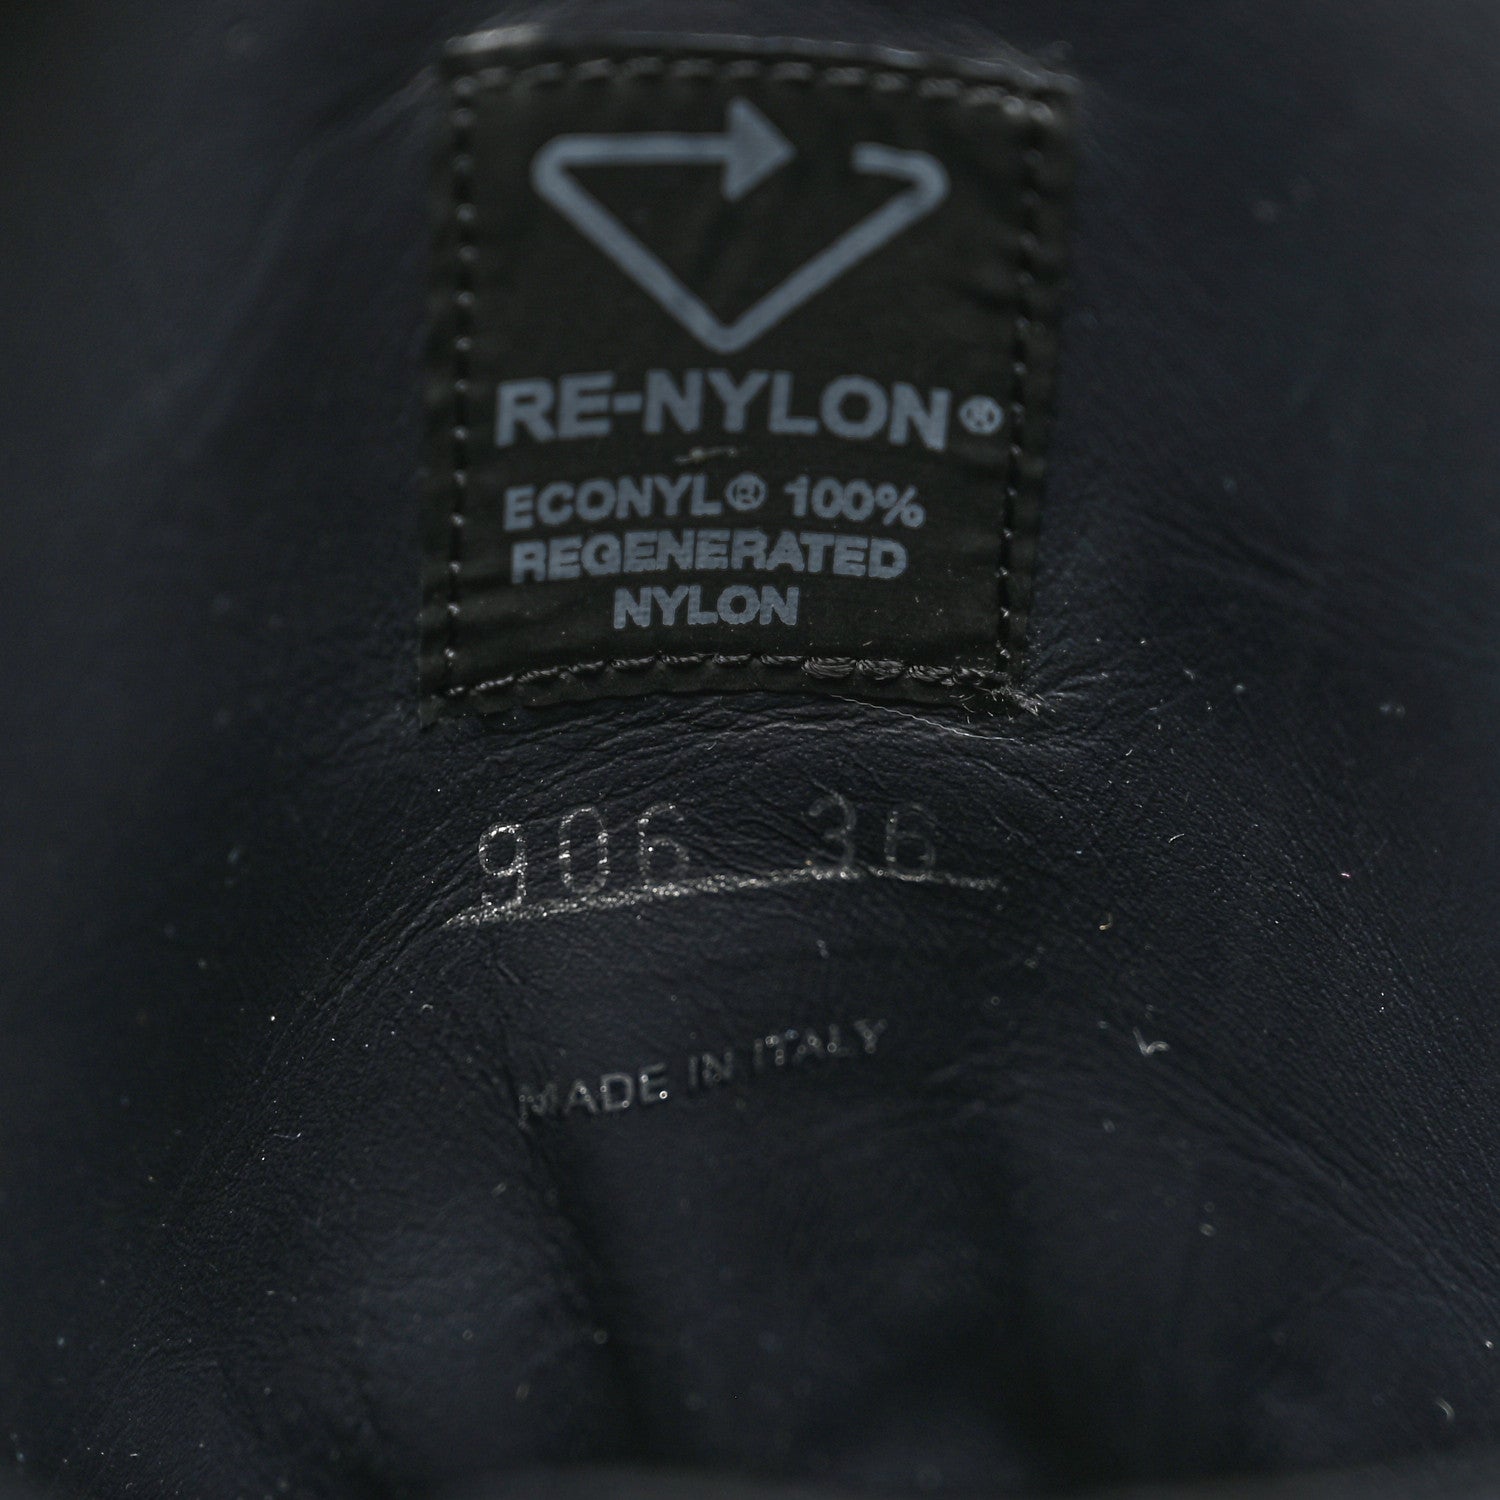 RE-NYLON®
ECONYL® 100%
REGENERATED
NYLON
906 36
MADE IN ITALY